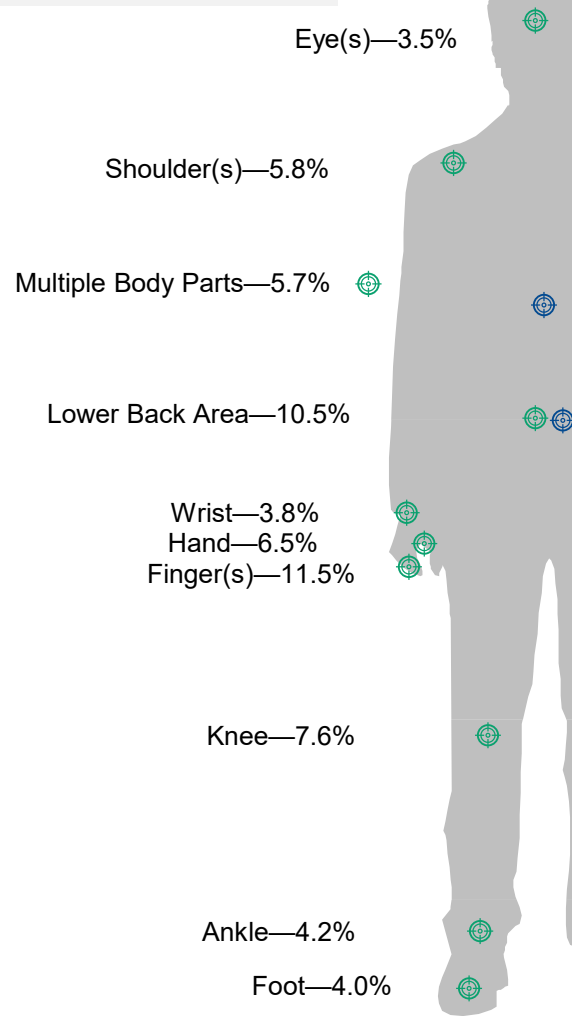 Eye(s)—3.5%
Shoulder(s)—5.8%
Multiple Body Parts—5.7%
Lower Back Area—10.5%
Wrist—3.8%
Hand—6.5%
Finger(s)—11.5%
Knee—7.6%
Ankle—4.2%
Foot—4.0%